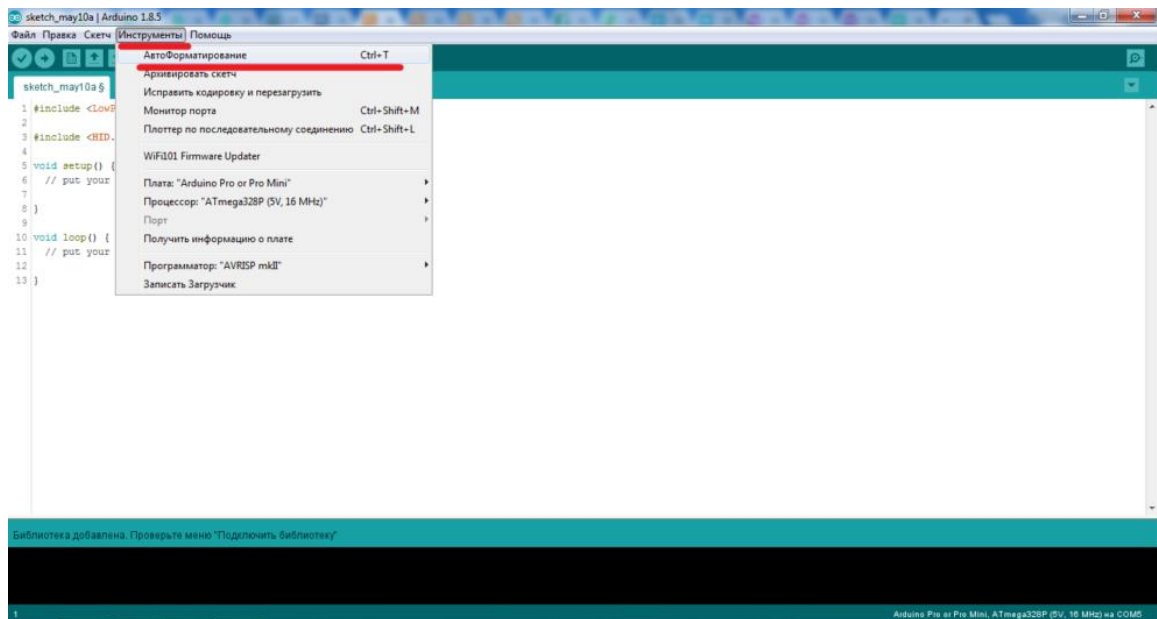 sketch_may10a | Arduino 1.8.5
Файл Правка Скетч Инструменты Помощь
АвтоФорматирование Ctrl+T
Архивировать скетч
Исправить кодировку и перезагрузить
Монитор порта Ctrl+Shift+M
Плоттер по последовательному соединению Ctrl+Shift+L
WiFi101 Firmware Updater
Плата: "Arduino Pro or Pro Mini"
Процессор: "ATmega328P (5V, 16 MHz)"
Порт
Получить информацию о плате
Программатор: "AVRISP mkII"
Записать Загрузчик
sketch_may10a §
1 #include <LowP
2
3 #include <HID.
4
5 void setup() {
6 // put your
7
8 }
9
10 void loop() {
11 // put your
12
13 }
Библиотека добавлена. Проверьте меню "Подключить библиотеку"
1 Arduino Pro or Pro Mini, ATmega328P (5V, 16 MHz) на COM5